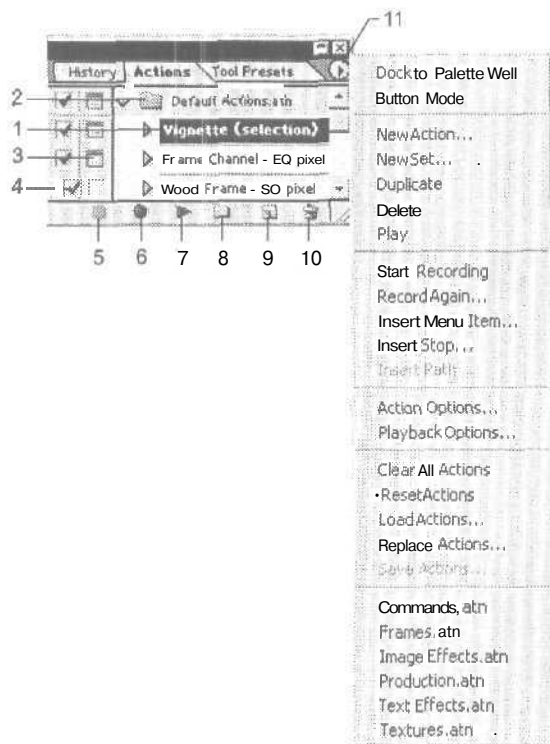 11
History Actions Tool Presets
2 Default Actions.atn
1 Vignette (selection)
3 Frame Channel - EQ pixel
4 Wood Frame - SO pixel
5 6 7 8 9 10
Dock to Palette Well
Button Mode
New Action...
New Set...
Duplicate
Delete
Play
Start Recording
Record Again...
Insert Menu Item...
Insert Stop...
Insert Path
Action Options...
Playback Options...
Clear All Actions
Reset Actions
Load Actions...
Replace Actions...
Save Actions...
Commands, atn
Frames.atn
Image Effects.atn
Production.atn
Text Effects.atn
Textures.atn